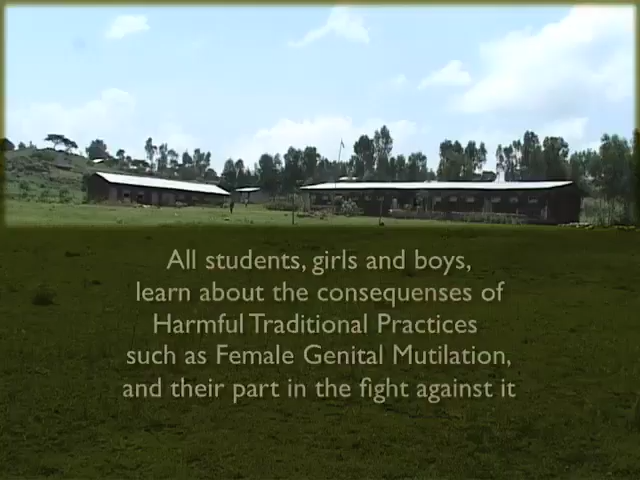 All students, girls and boys,
learn about the consequenses of
Harmful Traditional Practices
such as Female Genital Mutilation,
and their part in the fight against it